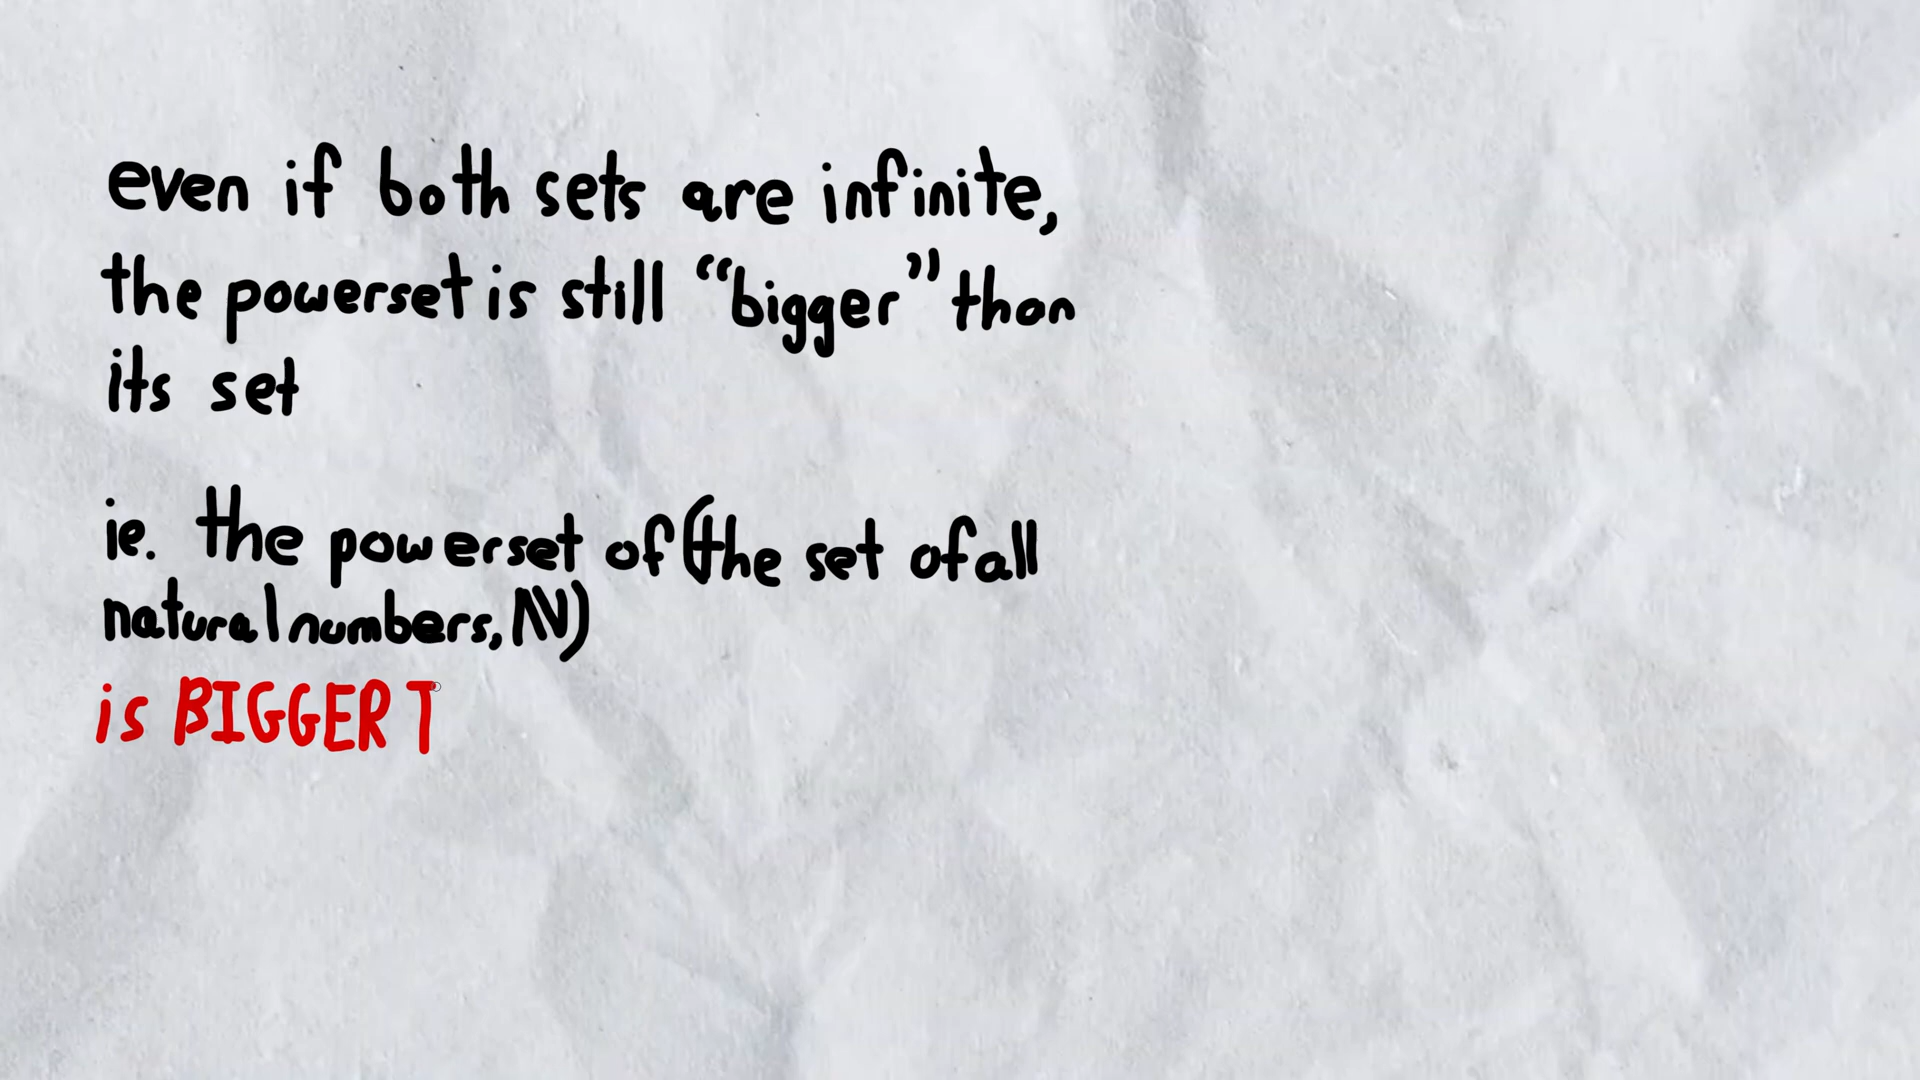 even if both sets are infinite,
the powerset is still “bigger” than
its set
ie. the powerset of (the set of all
natural numbers, ℕ)
is BIGGER T